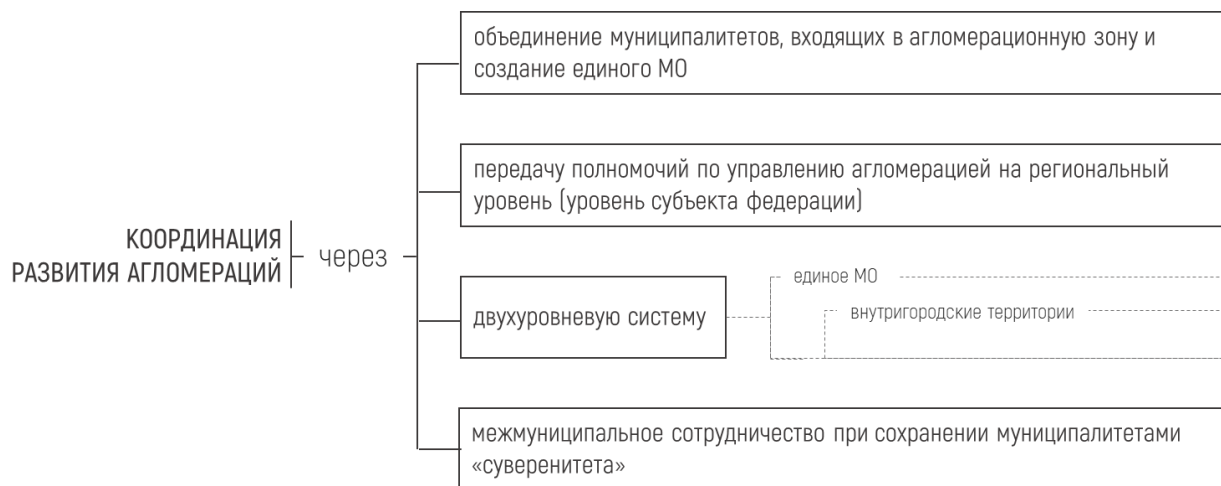 КООРДИНАЦИЯ
РАЗВИТИЯ АГЛОМЕРАЦИЙ
через
объединение муниципалитетов, входящих в агломерационную зону и
создание единого МО
передачу полномочий по управлению агломерацией на региональный
уровень (уровень субъекта федерации)
двухуровневую систему
единое МО
внутригородские территории
межмуниципальное сотрудничество при сохранении муниципалитетами
«суверенитета»